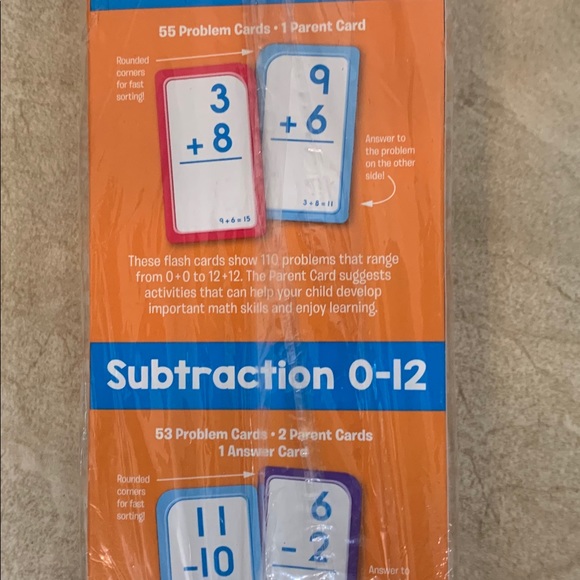 55 Problem Cards • 1 Parent Card
Rounded
corners
for fast
sorting!
3
+ 8
9 + 6 = 15
9
+ 6
3 + 8 = 11
Answer to
the problem
on the other
side!
These flash cards show 110 problems that range
from 0+0 to 12+12. The Parent Card suggests
activities that can help your child develop
important math skills and enjoy learning.
Subtraction 0-12
53 Problem Cards • 2 Parent Cards
1 Answer Card
Rounded
corners
for fast
sorting!
11
-10
6
- 2
Answer to